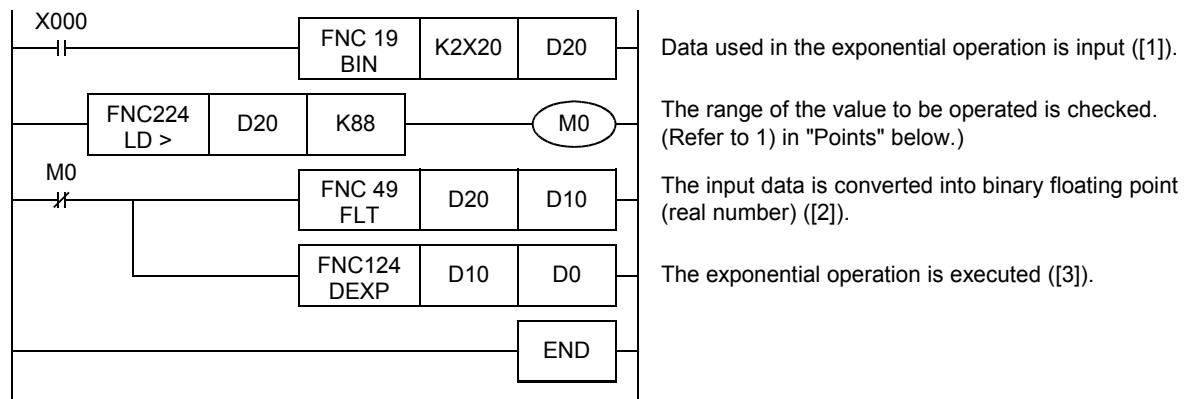 X000
FNC 19
BIN
K2X20
D20
Data used in the exponential operation is input ([1]).
FNC224
LD >
D20
K88
M0
The range of the value to be operated is checked.
(Refer to 1) in "Points" below.)
M0
FNC 49
FLT
D20
D10
The input data is converted into binary floating point
(real number) ([2]).
FNC124
DEXP
D10
D0
The exponential operation is executed ([3]).
END